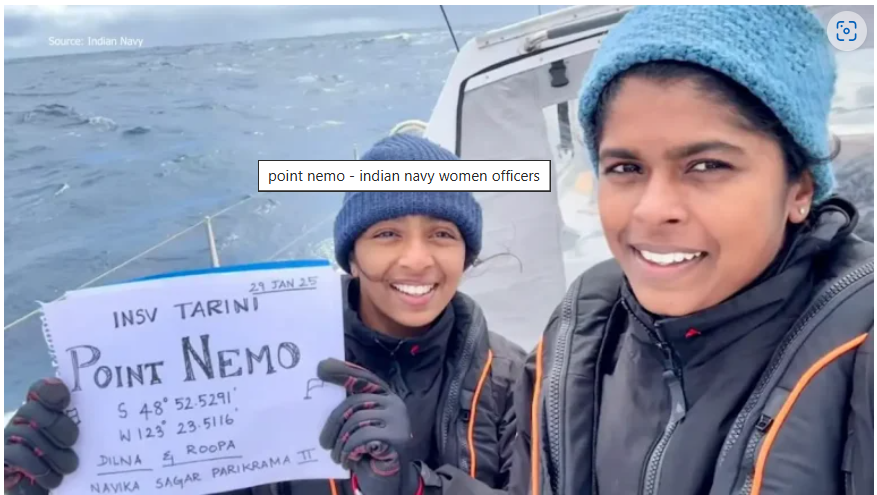 Source: Indian Navy
point nemo - indian navy women officers
29 JAN 25
INSV TARINI
POINT NEMO
S 48° 52.5291'
W 123° 23.5116'
DILNA & ROOPA
NAVIKA SAGAR PARIKRAMA II